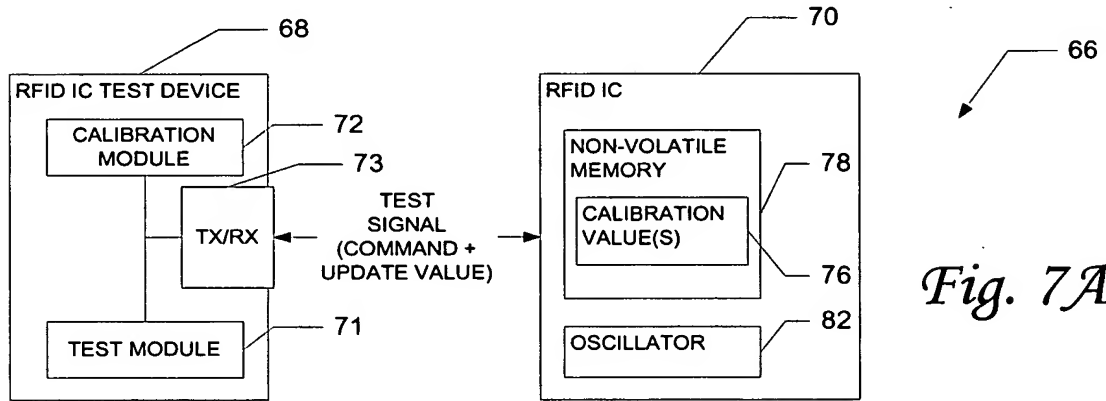 68
70
66
RFID IC TEST DEVICE
CALIBRATION
MODULE
72
73
TX/RX
TEST
SIGNAL
(COMMAND +
UPDATE VALUE)
71
TEST MODULE
RFID IC
NON-VOLATILE
MEMORY
78
CALIBRATION
VALUE(S)
76
82
OSCILLATOR
Fig. 7A